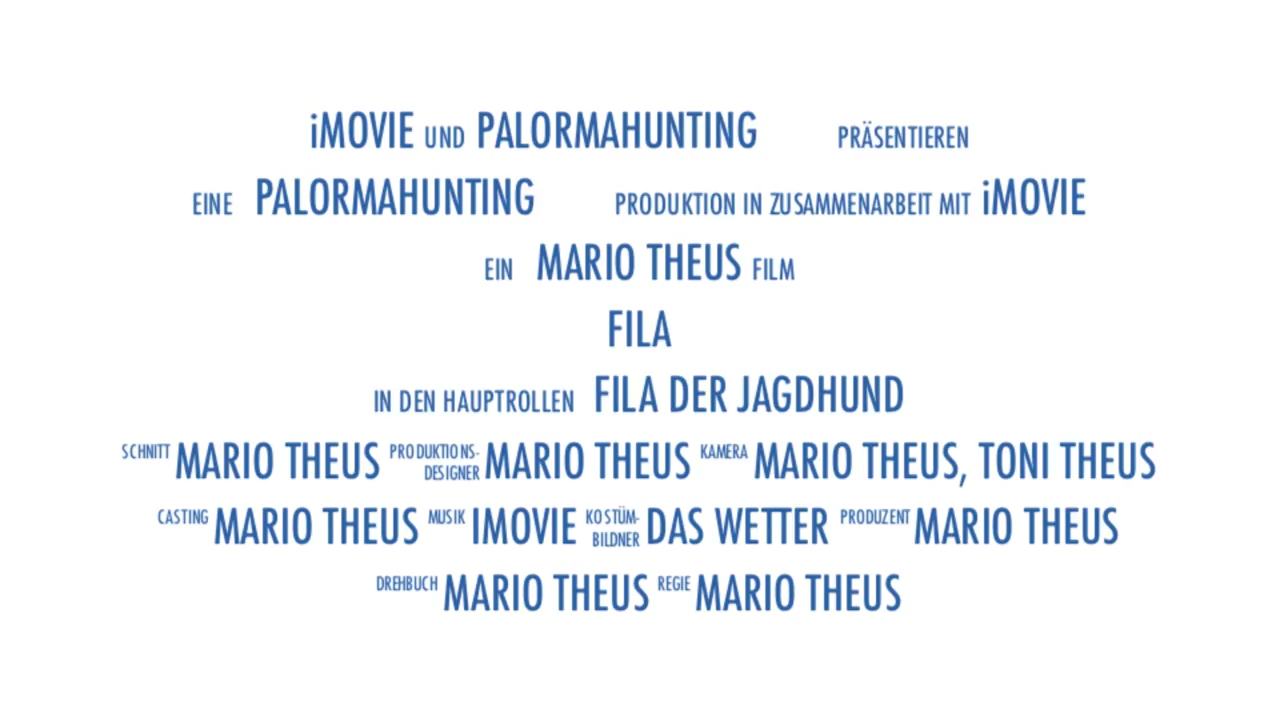 iMOVIE UND PALORMAHUNTING PRÄSENTIEREN
EINE PALORMAHUNTING PRODUKTION IN ZUSAMMENARBEIT MIT iMOVIE
EIN MARIO THEUS FILM
FILA
IN DEN HAUPTROLLEN FILA DER JAGDHUND
SCHNITT MARIO THEUS PRODUKTIONS-DESIGNER MARIO THEUS KAMERA MARIO THEUS, TONI THEUS
CASTING MARIO THEUS MUSIK IMOVIE KOSTÜM-BILDNER DAS WETTER PRODUZENT MARIO THEUS
DREHBUCH MARIO THEUS REGIE MARIO THEUS